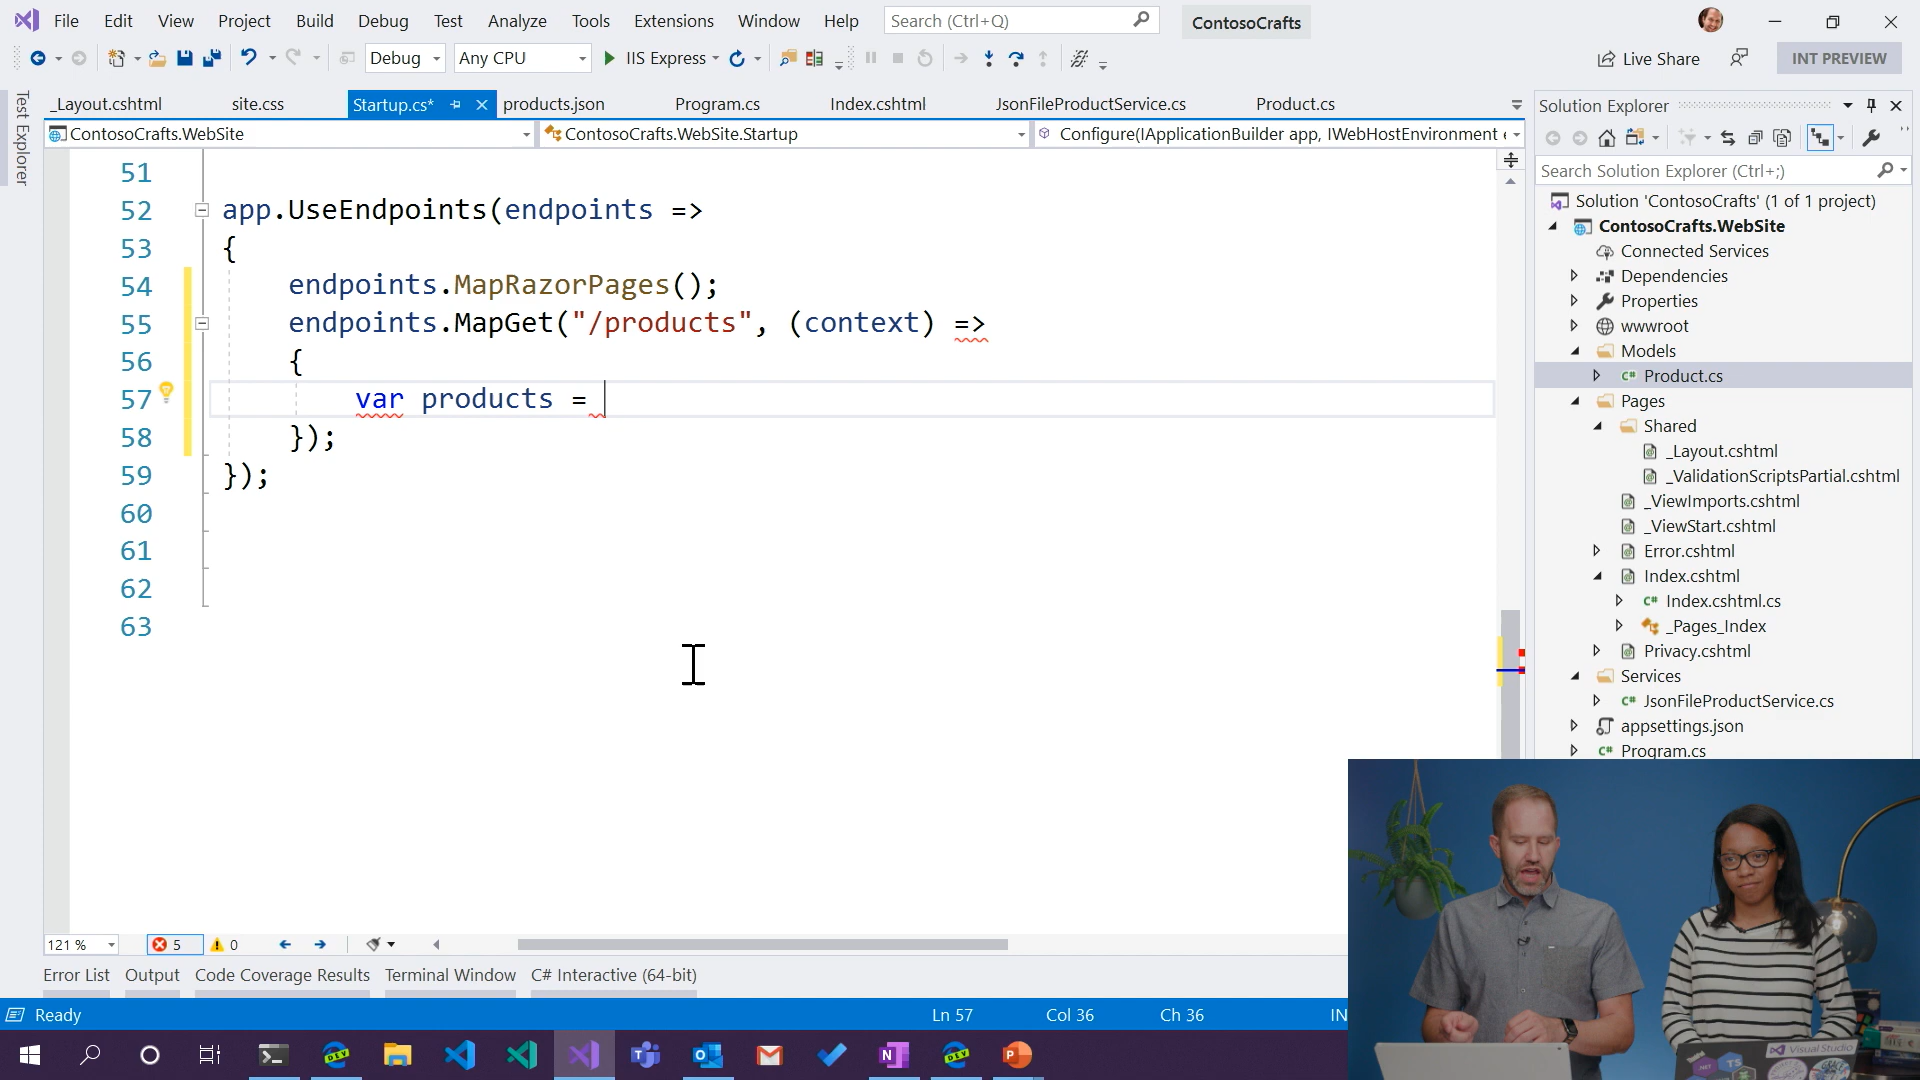 File Edit View Project Build Debug Test Analyze Tools Extensions Window Help Search (Ctrl+Q) ContosoCrafts
Debug Any CPU IIS Express Live Share INT PREVIEW
Test Explorer
_Layout.cshtml site.css Startup.cs* products.json Program.cs Index.cshtml JsonFileProductService.cs Product.cs
ContosoCrafts.WebSite ContosoCrafts.WebSite.Startup Configure(IApplicationBuilder app, IWebHostEnvironment e
51
52 app.UseEndpoints(endpoints =>
53 {
54 endpoints.MapRazorPages();
55 endpoints.MapGet("/products", (context) =>
56 {
57 var products =
58 });
59 });
60
61
62
63
121 % 5 0
Error List Output Code Coverage Results Terminal Window C# Interactive (64-bit)
Ready Ln 57 Col 36 Ch 36 IN
Solution Explorer
Search Solution Explorer (Ctrl+;)
Solution 'ContosoCrafts' (1 of 1 project)
ContosoCrafts.WebSite
Connected Services
Dependencies
Properties
wwwroot
Models
C# Product.cs
Pages
Shared
_Layout.cshtml
_ValidationScriptsPartial.cshtml
_ViewImports.cshtml
_ViewStart.cshtml
Error.cshtml
Index.cshtml
C# Index.cshtml.cs
_Pages_Index
Privacy.cshtml
Services
C# JsonFileProductService.cs
appsettings.json
C# Program.cs
Visual Studio